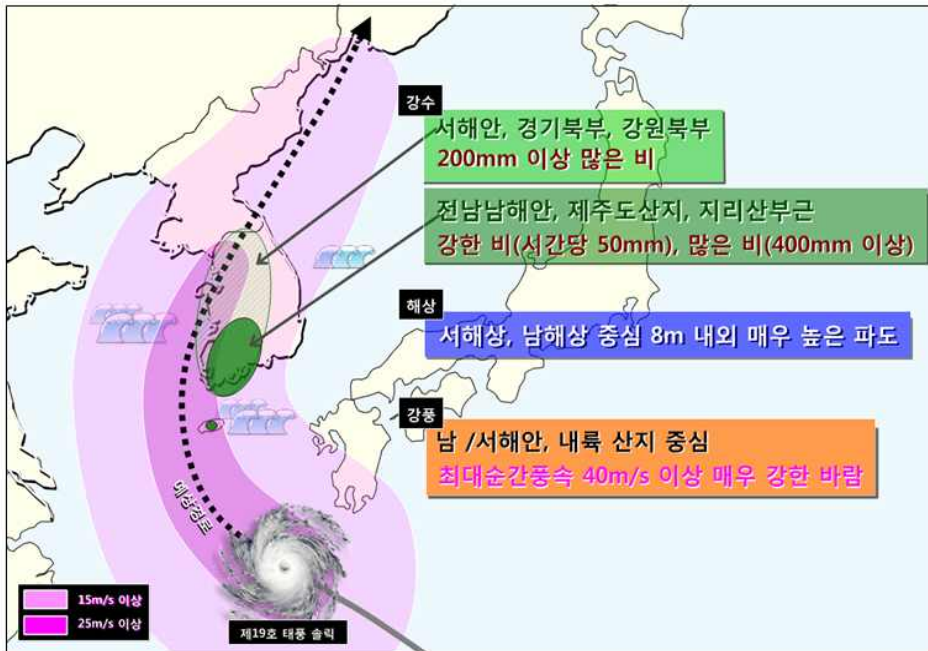 강수
서해안, 경기북부, 강원북부
200mm 이상 많은 비
전남남해안, 제주도산지, 지리산부근
강한 비(시간당 50mm), 많은 비(400mm 이상)
해상
서해상, 남해상 중심 8m 내외 매우 높은 파도
강풍
남 /서해안, 내륙 산지 중심
최대순간풍속 40m/s 이상 매우 강한 바람
예상경로
15m/s 이상
25m/s 이상
제19호 태풍 솔릭